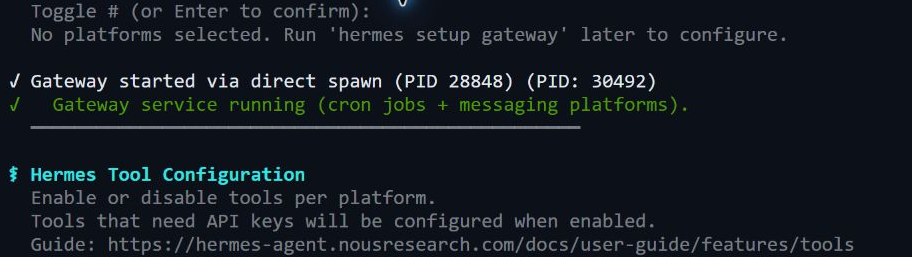 Toggle # (or Enter to confirm):
No platforms selected. Run 'hermes setup gateway' later to configure.
✓ Gateway started via direct spawn (PID 28848) (PID: 30492)
✓ Gateway service running (cron jobs + messaging platforms).
Hermes Tool Configuration
Enable or disable tools per platform.
Tools that need API keys will be configured when enabled.
Guide: https://hermes-agent.nousresearch.com/docs/user-guide/features/tools